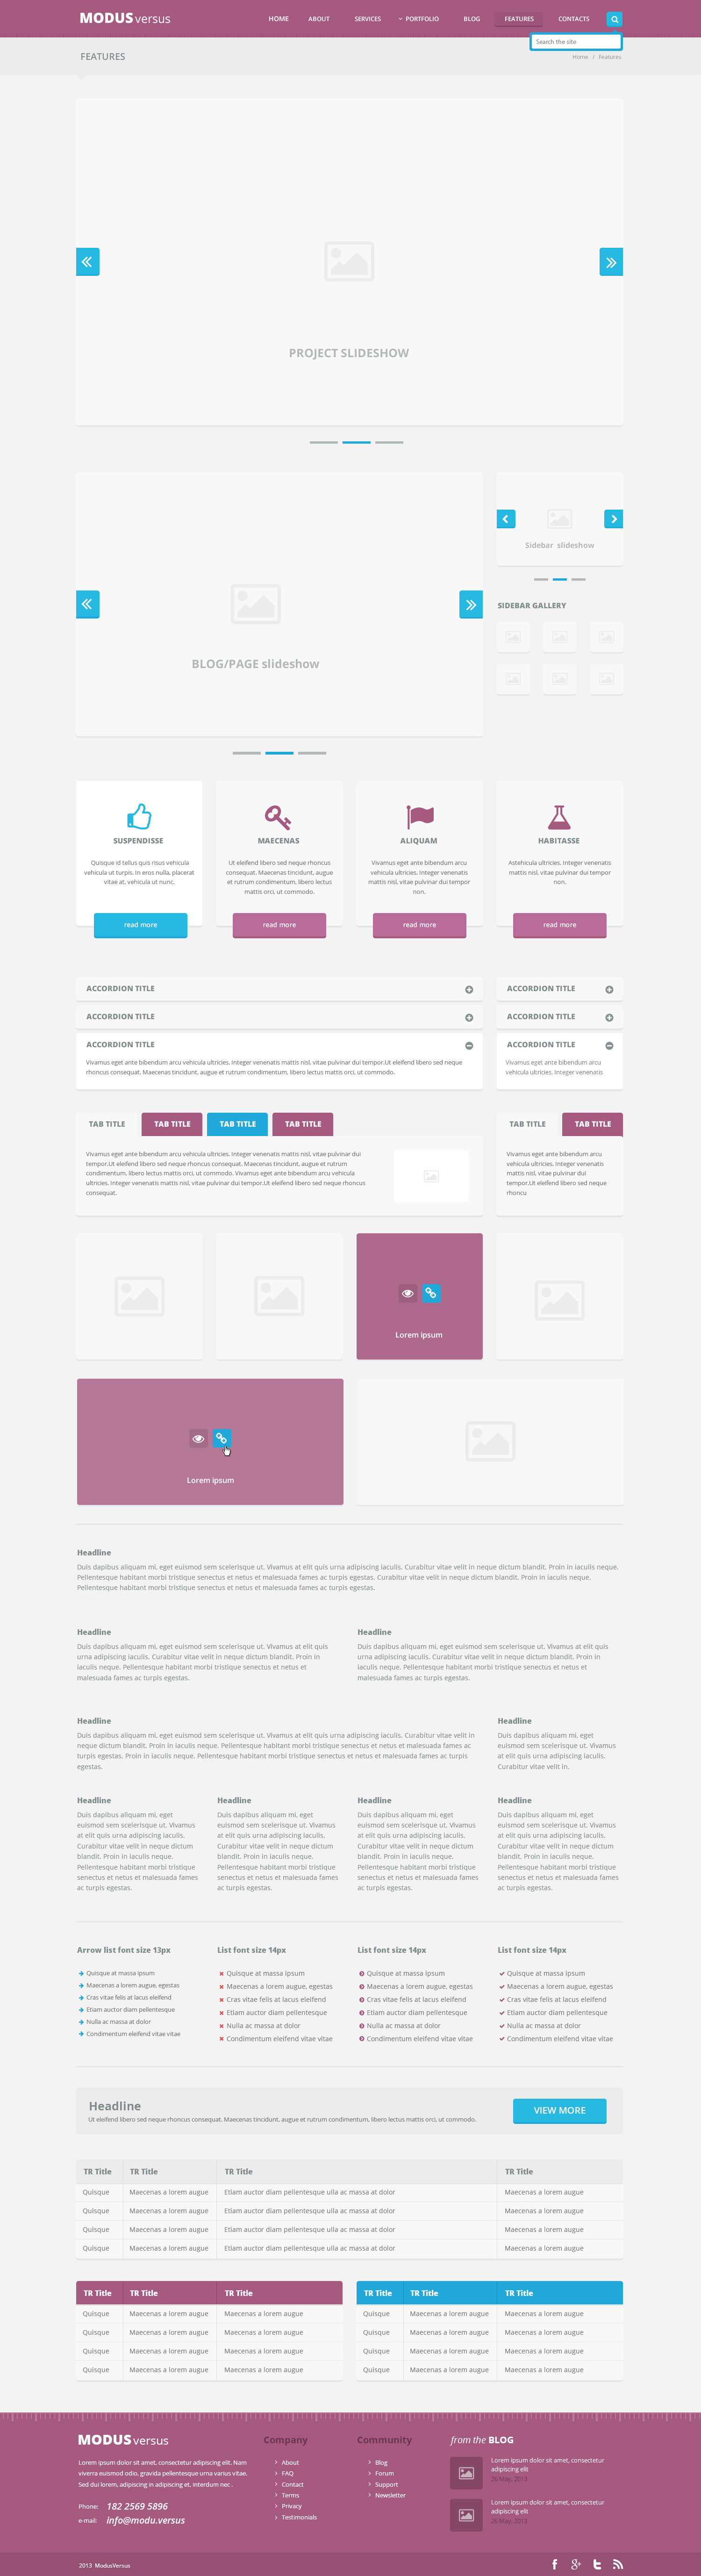 MODUS versus
HOME ABOUT SERVICES PORTFOLIO BLOG FEATURES CONTACTS
Search the site
FEATURES
Home / Features
PROJECT SLIDESHOW
BLOG/PAGE slideshow
Sidebar slideshow
SIDEBAR GALLERY
SUSPENDISSE
Quisque id tellus quis risus vehicula
vehicula ut turpis. In eros nulla, placerat
vitae at, vehicula ut nunc.
read more
MAECENAS
Ut eleifend libero sed neque rhoncus
consequat. Maecenas tincidunt, augue
et rutrum condimentum, libero lectus
mattis orci, ut commodo.
read more
ALIQUAM
Vivamus eget ante bibendum arcu
vehicula ultricies. Integer venenatis
mattis nisl, vitae pulvinar dui tempor
non.
read more
HABITASSE
Astehicula ultricies. Integer venenatis
mattis nisl, vitae pulvinar dui tempor
non.
read more
ACCORDION TITLE
ACCORDION TITLE
ACCORDION TITLE
Vivamus eget ante bibendum arcu vehicula ultricies. Integer venenatis mattis nisl, vitae pulvinar dui tempor.Ut eleifend libero sed neque
rhoncus consequat. Maecenas tincidunt, augue et rutrum condimentum, libero lectus mattis orci, ut commodo.
ACCORDION TITLE
ACCORDION TITLE
ACCORDION TITLE
Vivamus eget ante bibendum arcu
vehicula ultricies. Integer venenatis
TAB TITLE TAB TITLE TAB TITLE TAB TITLE
Vivamus eget ante bibendum arcu vehicula ultricies. Integer venenatis mattis nisl, vitae pulvinar dui
tempor.Ut eleifend libero sed neque rhoncus consequat. Maecenas tincidunt, augue et rutrum
condimentum, libero lectus mattis orci, ut commodo. Vivamus eget ante bibendum arcu vehicula
ultricies. Integer venenatis mattis nisl, vitae pulvinar dui tempor.Ut eleifend libero sed neque rhoncus
consequat.
TAB TITLE TAB TITLE
Vivamus eget ante bibendum arcu
vehicula ultricies. Integer venenatis
mattis nisl, vitae pulvinar dui
tempor.Ut eleifend libero sed neque
rhoncu
Lorem ipsum
Lorem ipsum
Headline
Duis dapibus aliquam mi, eget euismod sem scelerisque ut. Vivamus at elit quis urna adipiscing iaculis. Curabitur vitae velit in neque dictum blandit. Proin in iaculis neque.
Pellentesque habitant morbi tristique senectus et netus et malesuada fames ac turpis egestas. Curabitur vitae velit in neque dictum blandit. Proin in iaculis neque.
Pellentesque habitant morbi tristique senectus et netus et malesuada fames ac turpis egestas.
Headline
Duis dapibus aliquam mi, eget euismod sem scelerisque ut. Vivamus at elit quis
urna adipiscing iaculis. Curabitur vitae velit in neque dictum blandit. Proin in
iaculis neque. Pellentesque habitant morbi tristique senectus et netus et
malesuada fames ac turpis egestas.
Headline
Duis dapibus aliquam mi, eget euismod sem scelerisque ut. Vivamus at elit quis
urna adipiscing iaculis. Curabitur vitae velit in neque dictum blandit. Proin in
iaculis neque. Pellentesque habitant morbi tristique senectus et netus et
malesuada fames ac turpis egestas.
Headline
Duis dapibus aliquam mi, eget euismod sem scelerisque ut. Vivamus at elit quis urna adipiscing iaculis. Curabitur vitae velit in
neque dictum blandit. Proin in iaculis neque. Pellentesque habitant morbi tristique senectus et netus et malesuada fames ac
turpis egestas. Proin in iaculis neque. Pellentesque habitant morbi tristique senectus et netus et malesuada fames ac turpis
egestas.
Headline
Duis dapibus aliquam mi, eget
euismod sem scelerisque ut. Vivamus
at elit quis urna adipiscing iaculis.
Curabitur vitae velit in.
Headline
Duis dapibus aliquam mi, eget
euismod sem scelerisque ut. Vivamus
at elit quis urna adipiscing iaculis.
Curabitur vitae velit in neque dictum
blandit. Proin in iaculis neque.
Pellentesque habitant morbi tristique
senectus et netus et malesuada fames
ac turpis egestas.
Headline
Duis dapibus aliquam mi, eget
euismod sem scelerisque ut. Vivamus
at elit quis urna adipiscing iaculis.
Curabitur vitae velit in neque dictum
blandit. Proin in iaculis neque.
Pellentesque habitant morbi tristique
senectus et netus et malesuada fames
ac turpis egestas.
Headline
Duis dapibus aliquam mi, eget
euismod sem scelerisque ut. Vivamus
at elit quis urna adipiscing iaculis.
Curabitur vitae velit in neque dictum
blandit. Proin in iaculis neque.
Pellentesque habitant morbi tristique
senectus et netus et malesuada fames
ac turpis egestas.
Headline
Duis dapibus aliquam mi, eget
euismod sem scelerisque ut. Vivamus
at elit quis urna adipiscing iaculis.
Curabitur vitae velit in neque dictum
blandit. Proin in iaculis neque.
Pellentesque habitant morbi tristique
senectus et netus et malesuada fames
ac turpis egestas.
Arrow list font size 13px
Quisque at massa ipsum
Maecenas a lorem augue, egestas
Cras vitae felis at lacus eleifend
Etiam auctor diam pellentesque
Nulla ac massa at dolor
Condimentum eleifend vitae vitae
List font size 14px
Quisque at massa ipsum
Maecenas a lorem augue, egestas
Cras vitae felis at lacus eleifend
Etiam auctor diam pellentesque
Nulla ac massa at dolor
Condimentum eleifend vitae vitae
List font size 14px
Quisque at massa ipsum
Maecenas a lorem augue, egestas
Cras vitae felis at lacus eleifend
Etiam auctor diam pellentesque
Nulla ac massa at dolor
Condimentum eleifend vitae vitae
List font size 14px
Quisque at massa ipsum
Maecenas a lorem augue, egestas
Cras vitae felis at lacus eleifend
Etiam auctor diam pellentesque
Nulla ac massa at dolor
Condimentum eleifend vitae vitae
Headline
Ut eleifend libero sed neque rhoncus consequat. Maecenas tincidunt, augue et rutrum condimentum, libero lectus mattis orci, ut commodo.
VIEW MORE
TR Title TR Title TR Title TR Title
Quisque Maecenas a lorem augue Etiam auctor diam pellentesque ulla ac massa at dolor Maecenas a lorem augue
Quisque Maecenas a lorem augue Etiam auctor diam pellentesque ulla ac massa at dolor Maecenas a lorem augue
Quisque Maecenas a lorem augue Etiam auctor diam pellentesque ulla ac massa at dolor Maecenas a lorem augue
Quisque Maecenas a lorem augue Etiam auctor diam pellentesque ulla ac massa at dolor Maecenas a lorem augue
TR Title TR Title TR Title
Quisque Maecenas a lorem augue Maecenas a lorem augue
Quisque Maecenas a lorem augue Maecenas a lorem augue
Quisque Maecenas a lorem augue Maecenas a lorem augue
Quisque Maecenas a lorem augue Maecenas a lorem augue
TR Title TR Title TR Title
Quisque Maecenas a lorem augue Maecenas a lorem augue
Quisque Maecenas a lorem augue Maecenas a lorem augue
Quisque Maecenas a lorem augue Maecenas a lorem augue
Quisque Maecenas a lorem augue Maecenas a lorem augue
MODUS versus
Lorem ipsum dolor sit amet, consectetur adipiscing elit. Nam
viverra euismod odio, gravida pellentesque urna varius vitae.
Sed dui lorem, adipiscing in adipiscing et, interdum nec .
Phone: 182 2569 5896
e-mail: info@modu.versus
Company
About
FAQ
Contact
Terms
Privacy
Testimonials
Community
Blog
Forum
Support
Newsletter
from the BLOG
Lorem ipsum dolor sit amet, consectetur
adipiscing elit
26 May, 2013
Lorem ipsum dolor sit amet, consectetur
adipiscing elit
26 May, 2013
2013 ModusVersus